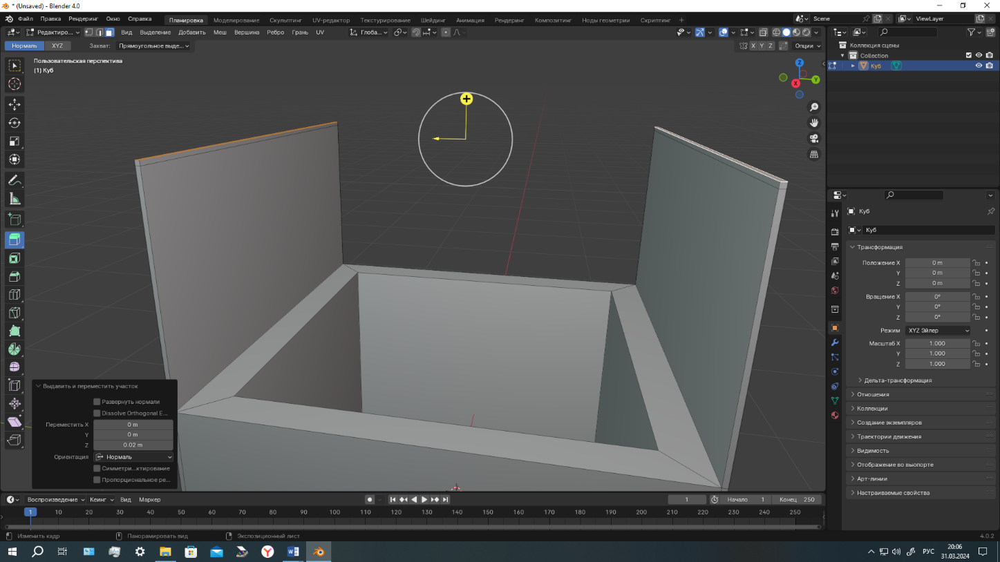 * (Unsaved) - Blender 4.0
Файл Правка Рендеринг Окно Справка Планировка Моделирование Скульптинг UV-редактор Текстурирование Шейдинг Анимация Рендеринг Композитинг Ноды геометрии Скриптинг + Scene ViewLayer
Редактиро... Вид Выделение Добавить Меш Вершина Ребро Грань UV Глоба...
Нормаль XYZ Захват: Прямоугольное выде... X Y Z Опции
Пользовательская перспектива
(1) Куб
Z
Y
X
Коллекция сцены
Collection
Куб
Куб
Куб
Трансформация
Положение X 0 m
Y 0 m
Z 0 m
Вращение X 0°
Y 0°
Z 0°
Режим XYZ Эйлер
Масштаб X 1.000
Y 1.000
Z 1.000
Дельта-трансформация
Отношения
Коллекции
Создание экземпляров
Траектории движения
Видимость
Отображение во вьюпорте
Арт-линии
Настраиваемые свойства
Выдавить и переместить участок
Развернуть нормали
Dissolve Orthogonal E...
Переместить X 0 m
Y 0 m
Z 0.02 m
Ориентация Нормаль
Симметри...ктирование
Пропорциональное ре...
Воспроизведение Кеинг Вид Маркер 1 Начало 1 Конец 250
1 10 20 30 40 50 60 70 80 90 100 110 120 130 140 150 160 170 180 190 200 210 220 230 240 250
Изменить кадр Панорамировать вид Экспозиционный лист 4.0.2
РУС 20:06
31.03.2024